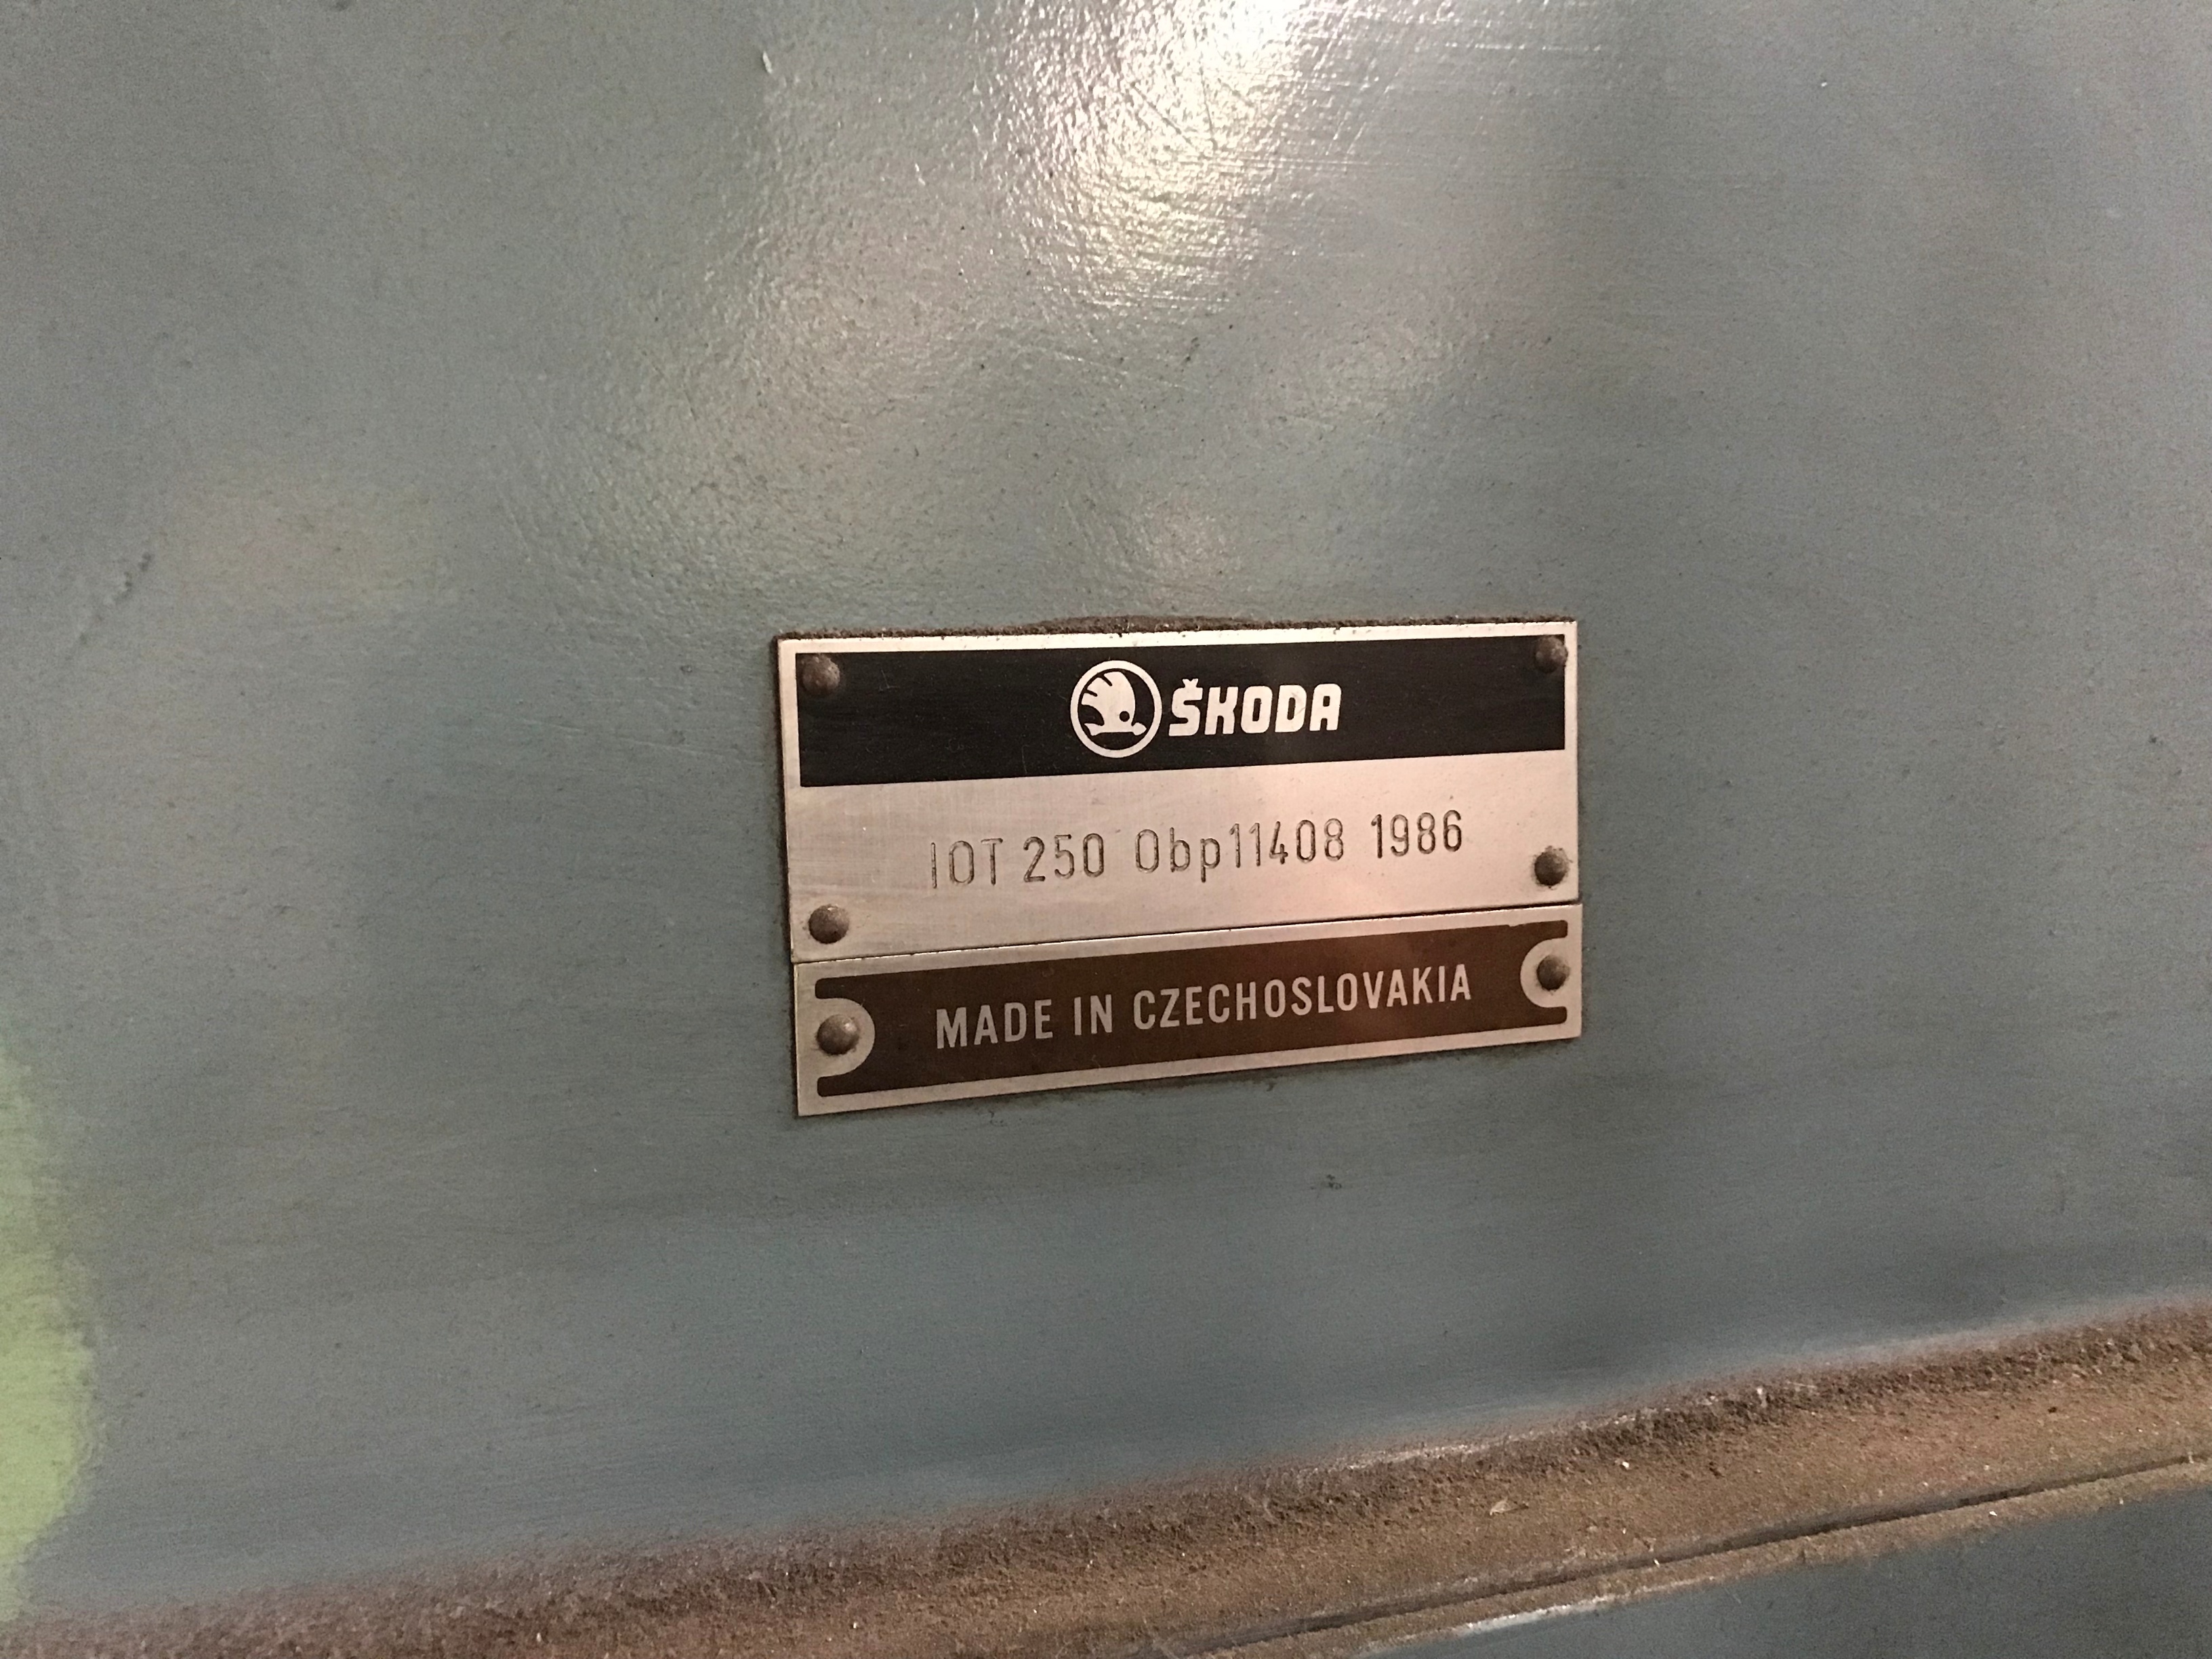 ŠKODA
IOT 250 Obp11408 1986
MADE IN CZECHOSLOVAKIA